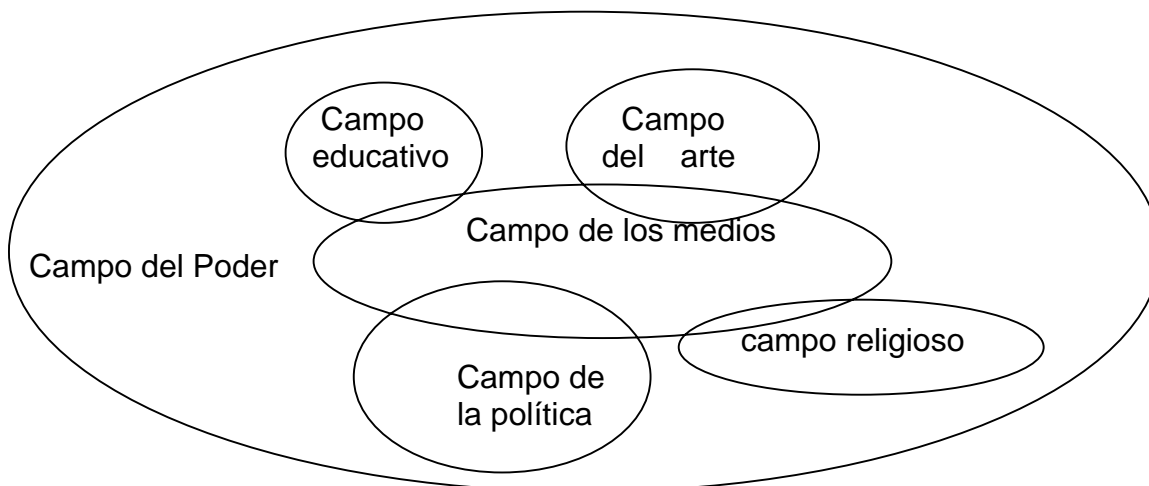 Campo
educativo
Campo
del arte
Campo de los medios
Campo del Poder
campo religioso
Campo de
la política